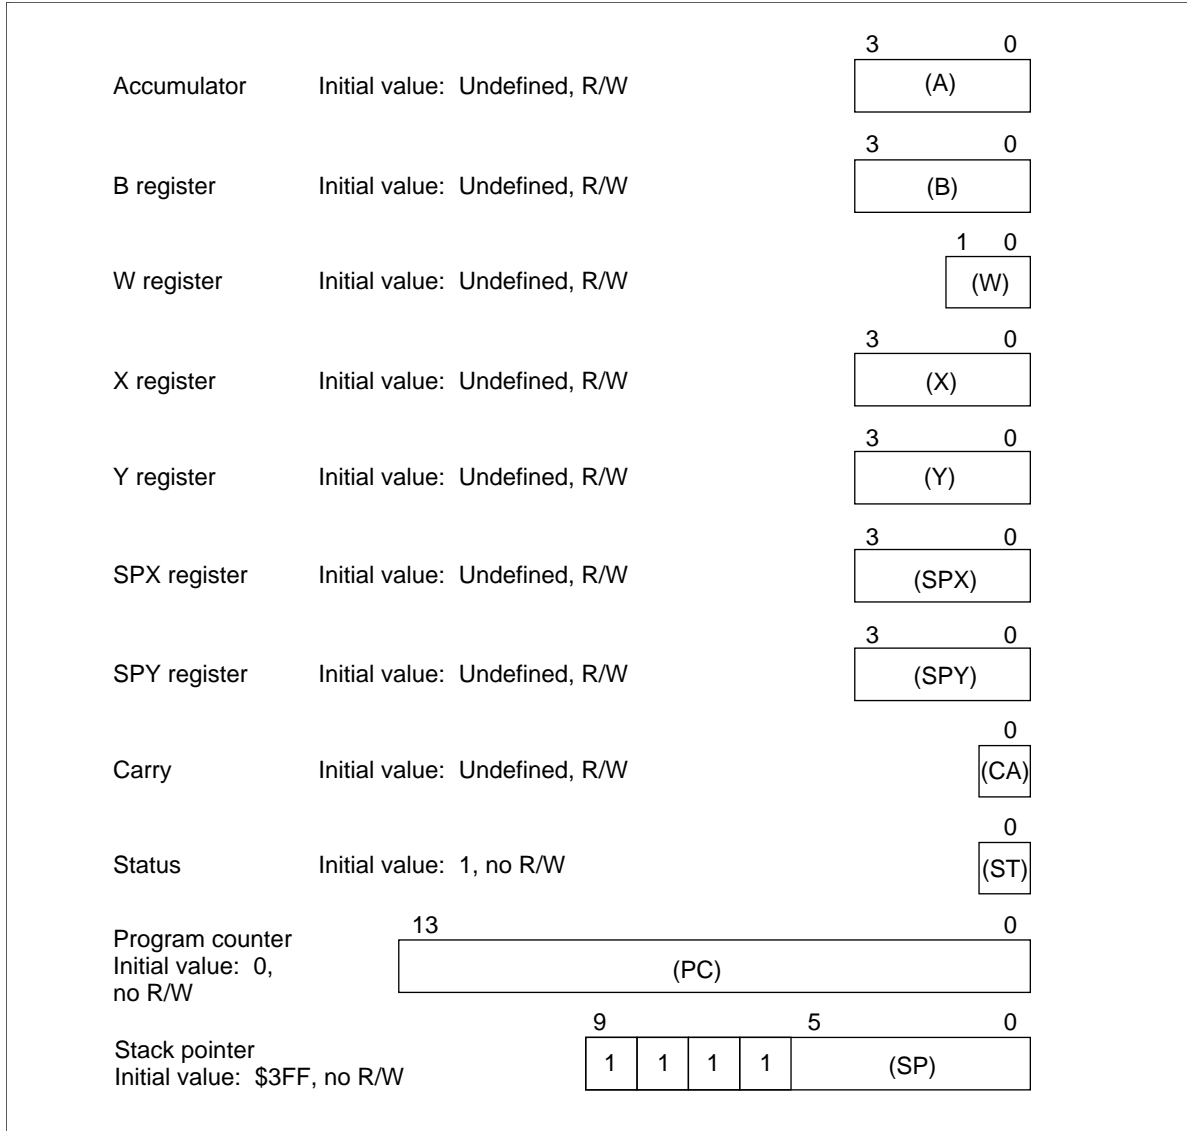 3 0
Accumulator Initial value: Undefined, R/W (A)
3 0
B register Initial value: Undefined, R/W (B)
1 0
W register Initial value: Undefined, R/W (W)
3 0
X register Initial value: Undefined, R/W (X)
3 0
Y register Initial value: Undefined, R/W (Y)
3 0
SPX register Initial value: Undefined, R/W (SPX)
3 0
SPY register Initial value: Undefined, R/W (SPY)
0
Carry Initial value: Undefined, R/W (CA)
0
Status Initial value: 1, no R/W (ST)
13 0
Program counter
Initial value: 0,
no R/W
(PC)
9 5 0
Stack pointer
Initial value: $3FF, no R/W
1 1 1 1 (SP)